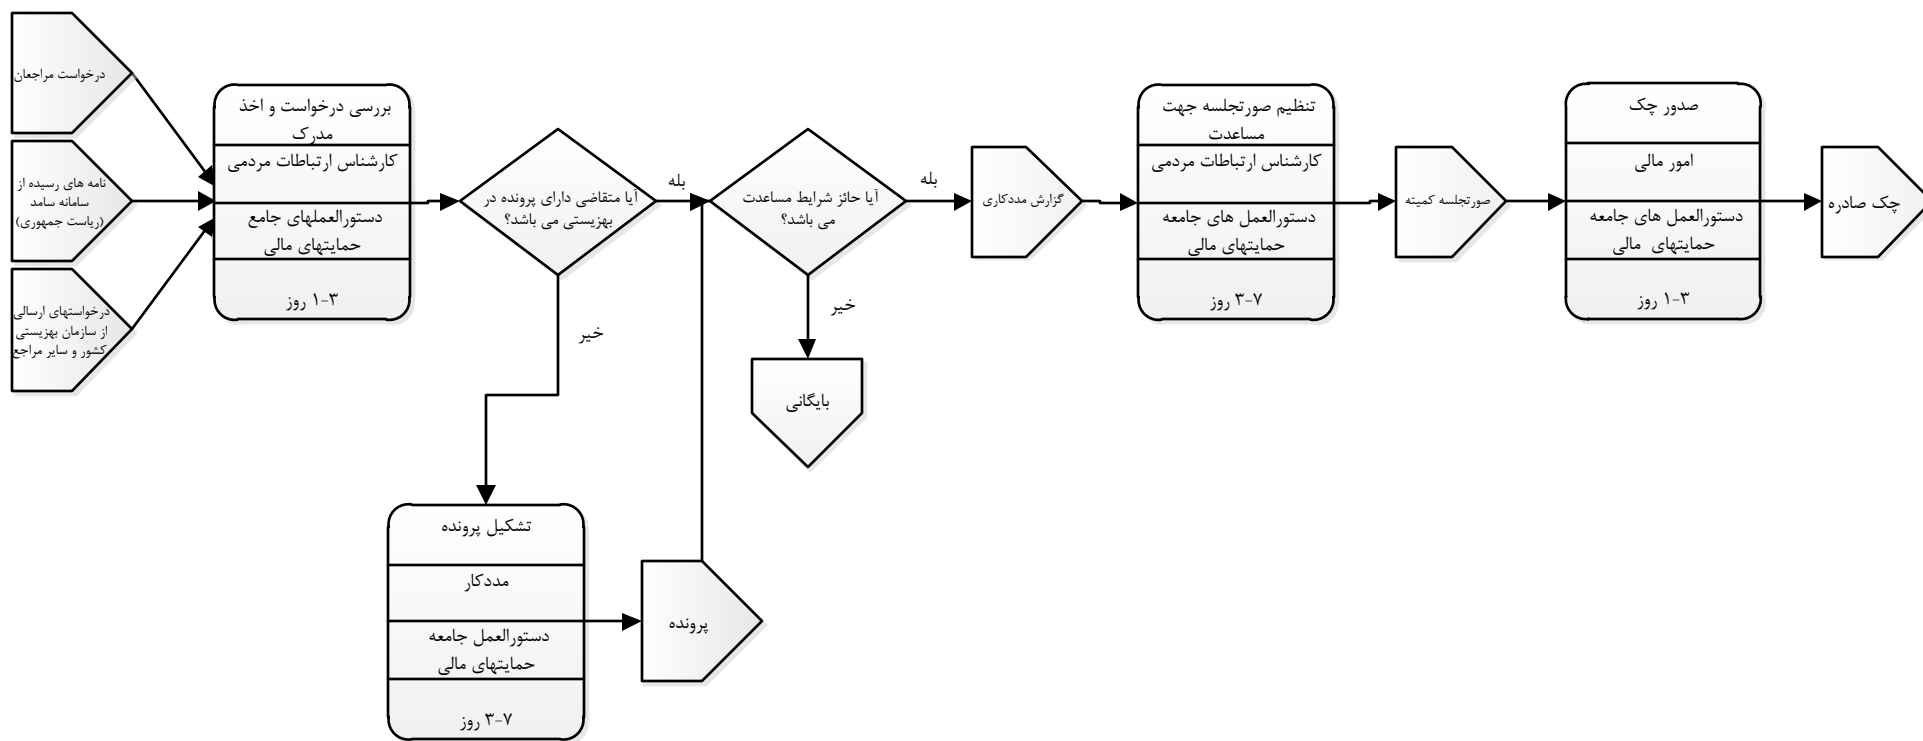 درخواست مراجعان
نامه های رسیده از
سامانه سامد
(ریاست جمهوری)
درخواستهای ارسالی
از سازمان بهزیستی
کشور و سایر مراجع
بررسی درخواست و اخذ
مدرک
کارشناس ارتباطات مردمی
دستورالعملهای جامع
حمایتهای مالی
۱-۳ روز
آیا متقاضی دارای پرونده در
بهزیستی می باشد؟
بله
خیر
تشکیل پرونده
مددکار
دستورالعمل جامعه
حمایتهای مالی
۳-۷ روز
پرونده
آیا حائز شرایط مساعدت
می باشد؟
بله
خیر
بایگانی
گزارش مددکاری
تنظیم صورتجلسه جهت
مساعدت
کارشناس ارتباطات مردمی
دستورالعمل های جامعه
حمایتهای مالی
۳-۷ روز
صورتجلسه کمیته
صدور چک
امور مالی
دستورالعمل های جامعه
حمایتهای مالی
۱-۳ روز
چک صادره